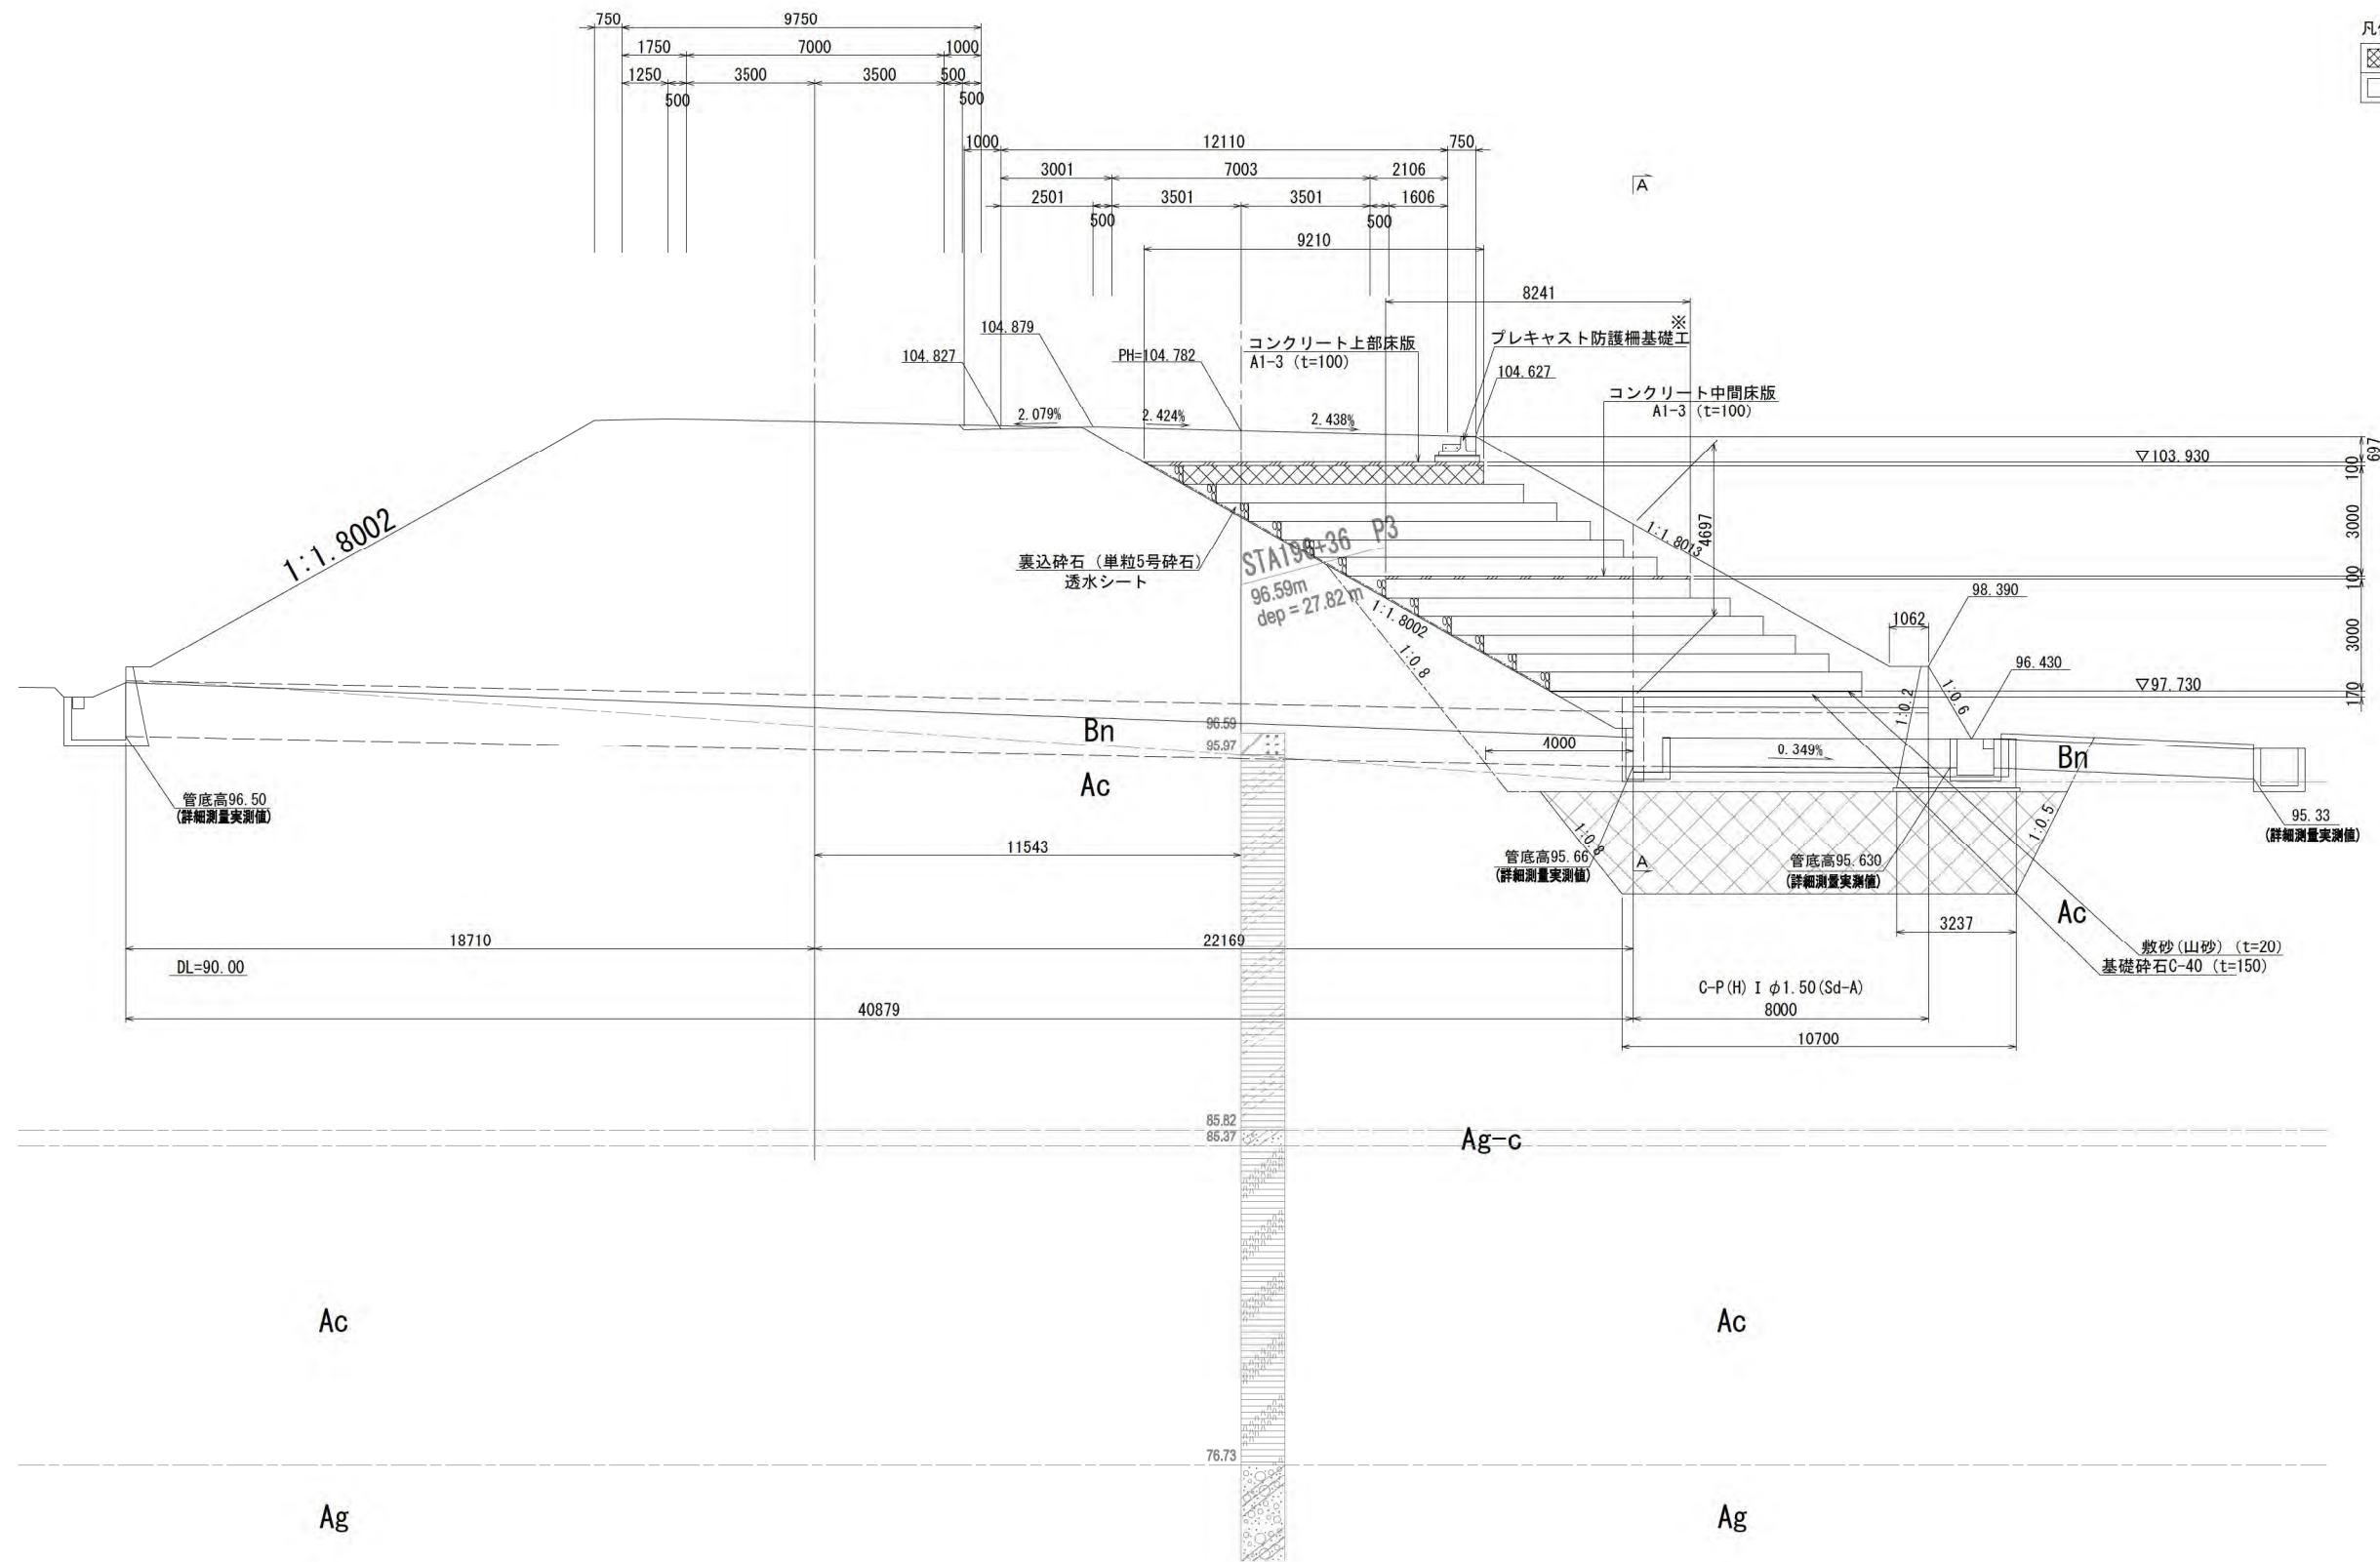 750
9750
凡
1750
7000
1000
1250
3500
3500
500
500
500
1000
12110
750
3001
7003
2106
A
2501
3501
3501
1606
500
500
9210
8241
※
104.879
コンクリート上部床版
プレキャスト防護柵基礎工
104.827
PH=104.782
A1-3 (t=100)
104.627
コンクリート中間床版
A1-3 (t=100)
2.079%
2.424%
2.438%
697
▽103.930
100
1:1.8002
4697
1:1.8013
3000
STA198+36 P3
裏込砕石 (単粒5号砕石)
透水シート
96.59m
dep = 27.82 m
100
98.390
1:1.8002
1062
3000
1:0.8
96.430
▽97.730
170
1:0.2
1:0.6
Bn
96.59
95.97
4000
0.349%
Bn
Ac
管底高96.50
(詳細測量実測値)
1:0.8
1:0.5
95.33
(詳細測量実測値)
11543
管底高95.66
(詳細測量実測値)
A
管底高95.630
(詳細測量実測値)
Ac
3237
18710
22169
敷砂(山砂) (t=20)
DL=90.00
基礎砕石C-40 (t=150)
C-P(H) I φ1.50(Sd-A)
40879
8000
10700
85.82
85.37
Ag-c
Ac
Ac
76.73
Ag
Ag